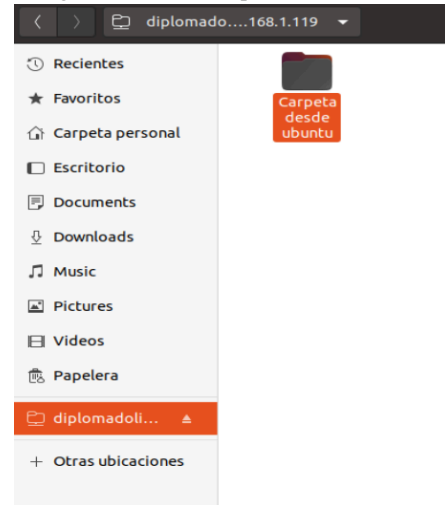 diplomado....168.1.119
Recientes
Favoritos
Carpeta personal
Escritorio
Documents
Downloads
Music
Pictures
Videos
Papelera
diplomadoli...
Otras ubicaciones
Carpeta
desde
ubuntu